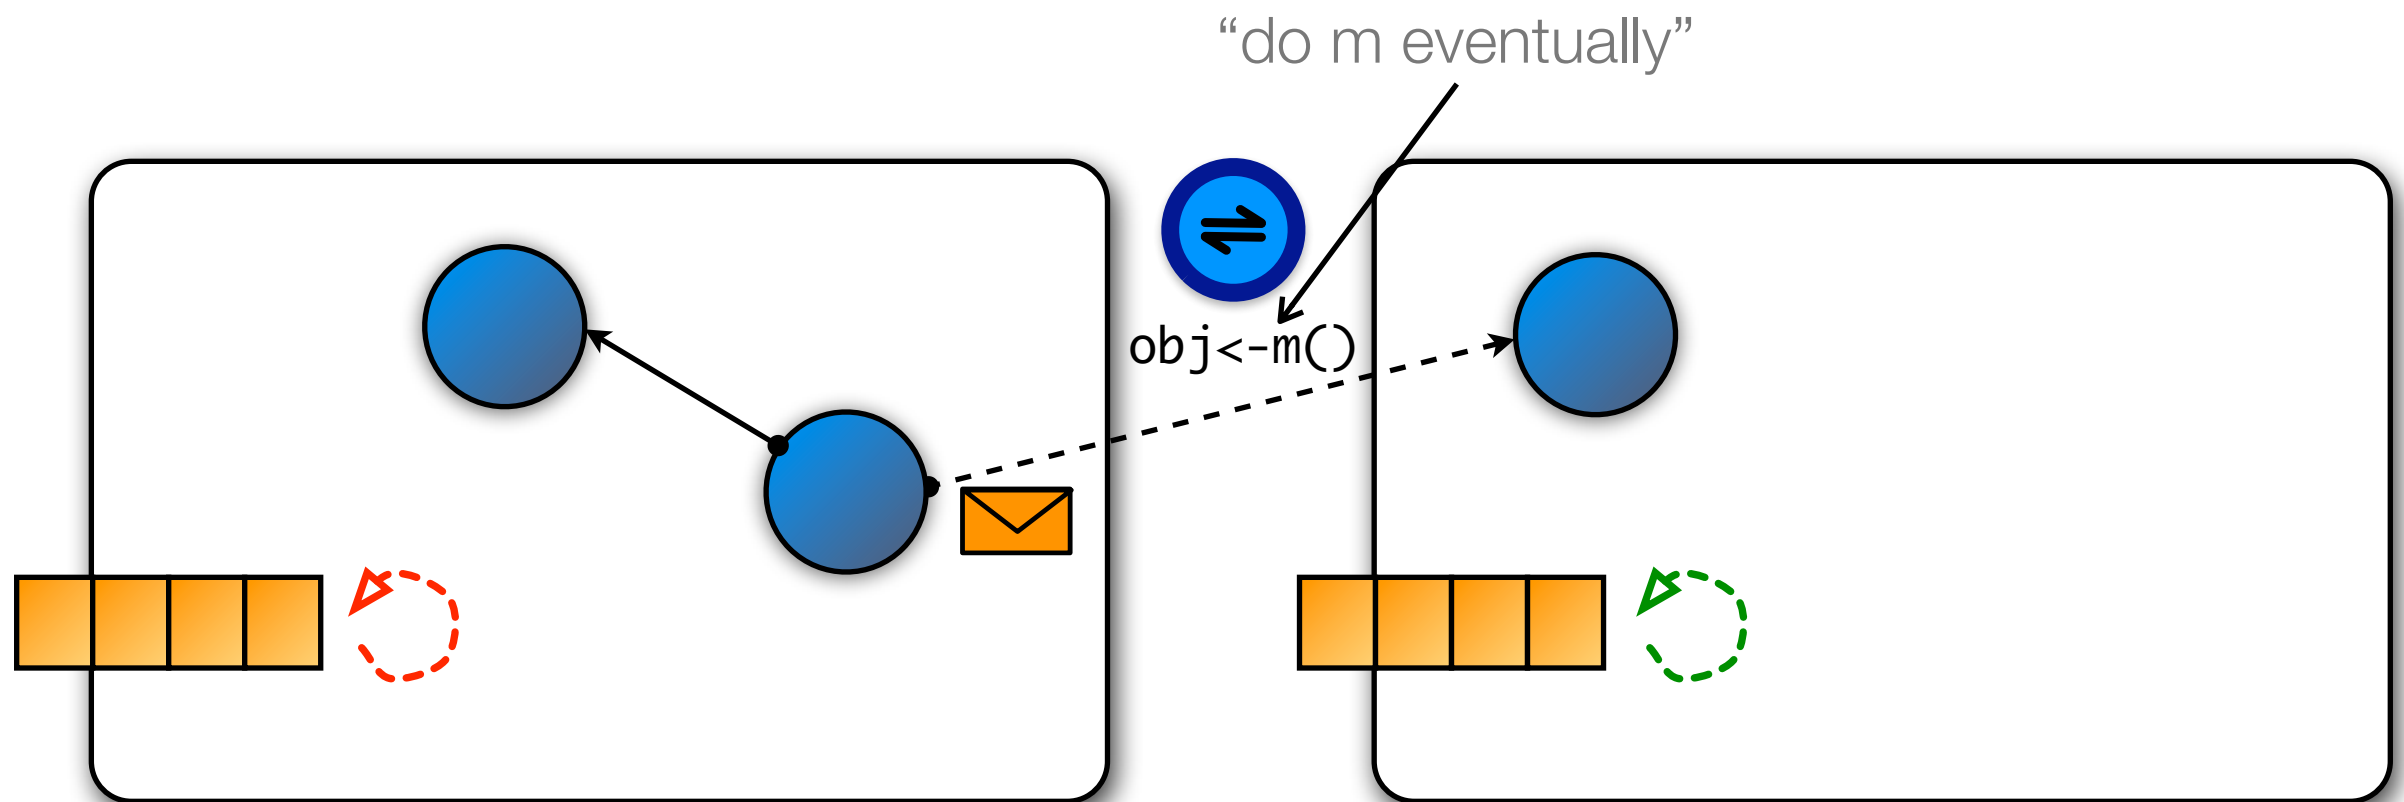 “do m eventually”
obj<-m()